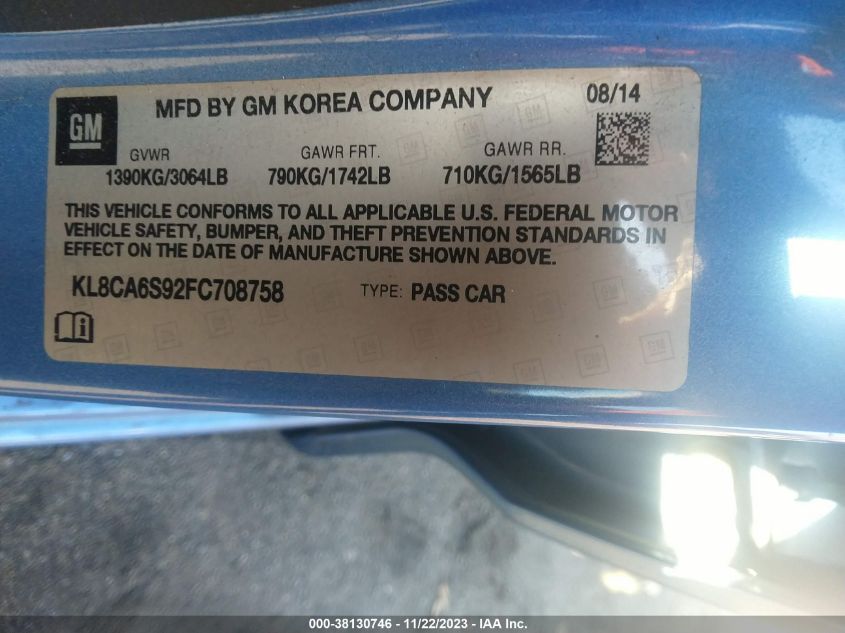 MFD BY GM KOREA COMPANY 08/14
GM
GVWR GAWR FRT. GAWR RR.
1390KG/3064LB 790KG/1742LB 710KG/1565LB
THIS VEHICLE CONFORMS TO ALL APPLICABLE U.S. FEDERAL MOTOR
VEHICLE SAFETY, BUMPER, AND THEFT PREVENTION STANDARDS IN
EFFECT ON THE DATE OF MANUFACTURE SHOWN ABOVE.
KL8CA6S92FC708758 TYPE: PASS CAR
000-38130746 - 11/22/2023 - IAA Inc.